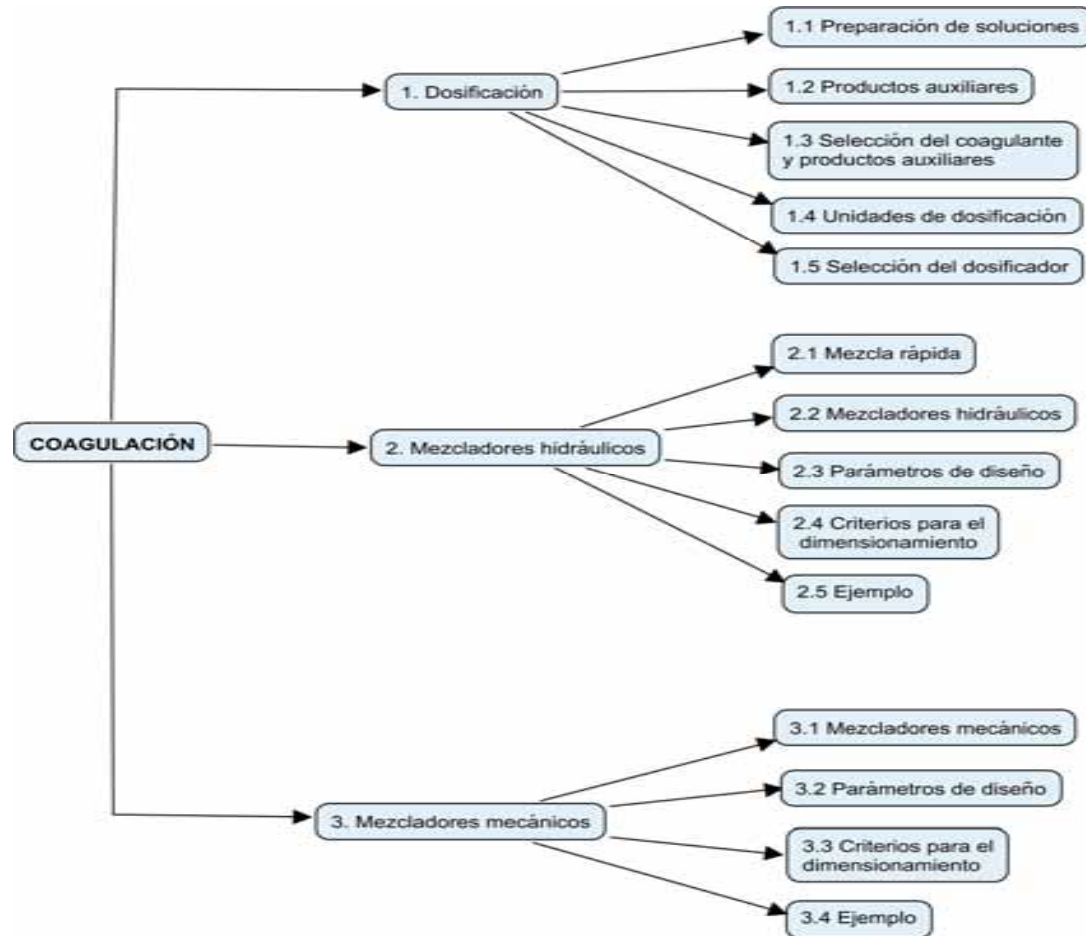 COAGULACIÓN
1. Dosificación
1.1 Preparación de soluciones
1.2 Productos auxiliares
1.3 Selección del coagulante
y productos auxiliares
1.4 Unidades de dosificación
1.5 Selección del dosificador
2. Mezcladores hidráulicos
2.1 Mezcla rápida
2.2 Mezcladores hidráulicos
2.3 Parámetros de diseño
2.4 Criterios para el
dimensionamiento
2.5 Ejemplo
3. Mezcladores mecánicos
3.1 Mezcladores mecánicos
3.2 Parámetros de diseño
3.3 Criterios para el
dimensionamiento
3.4 Ejemplo